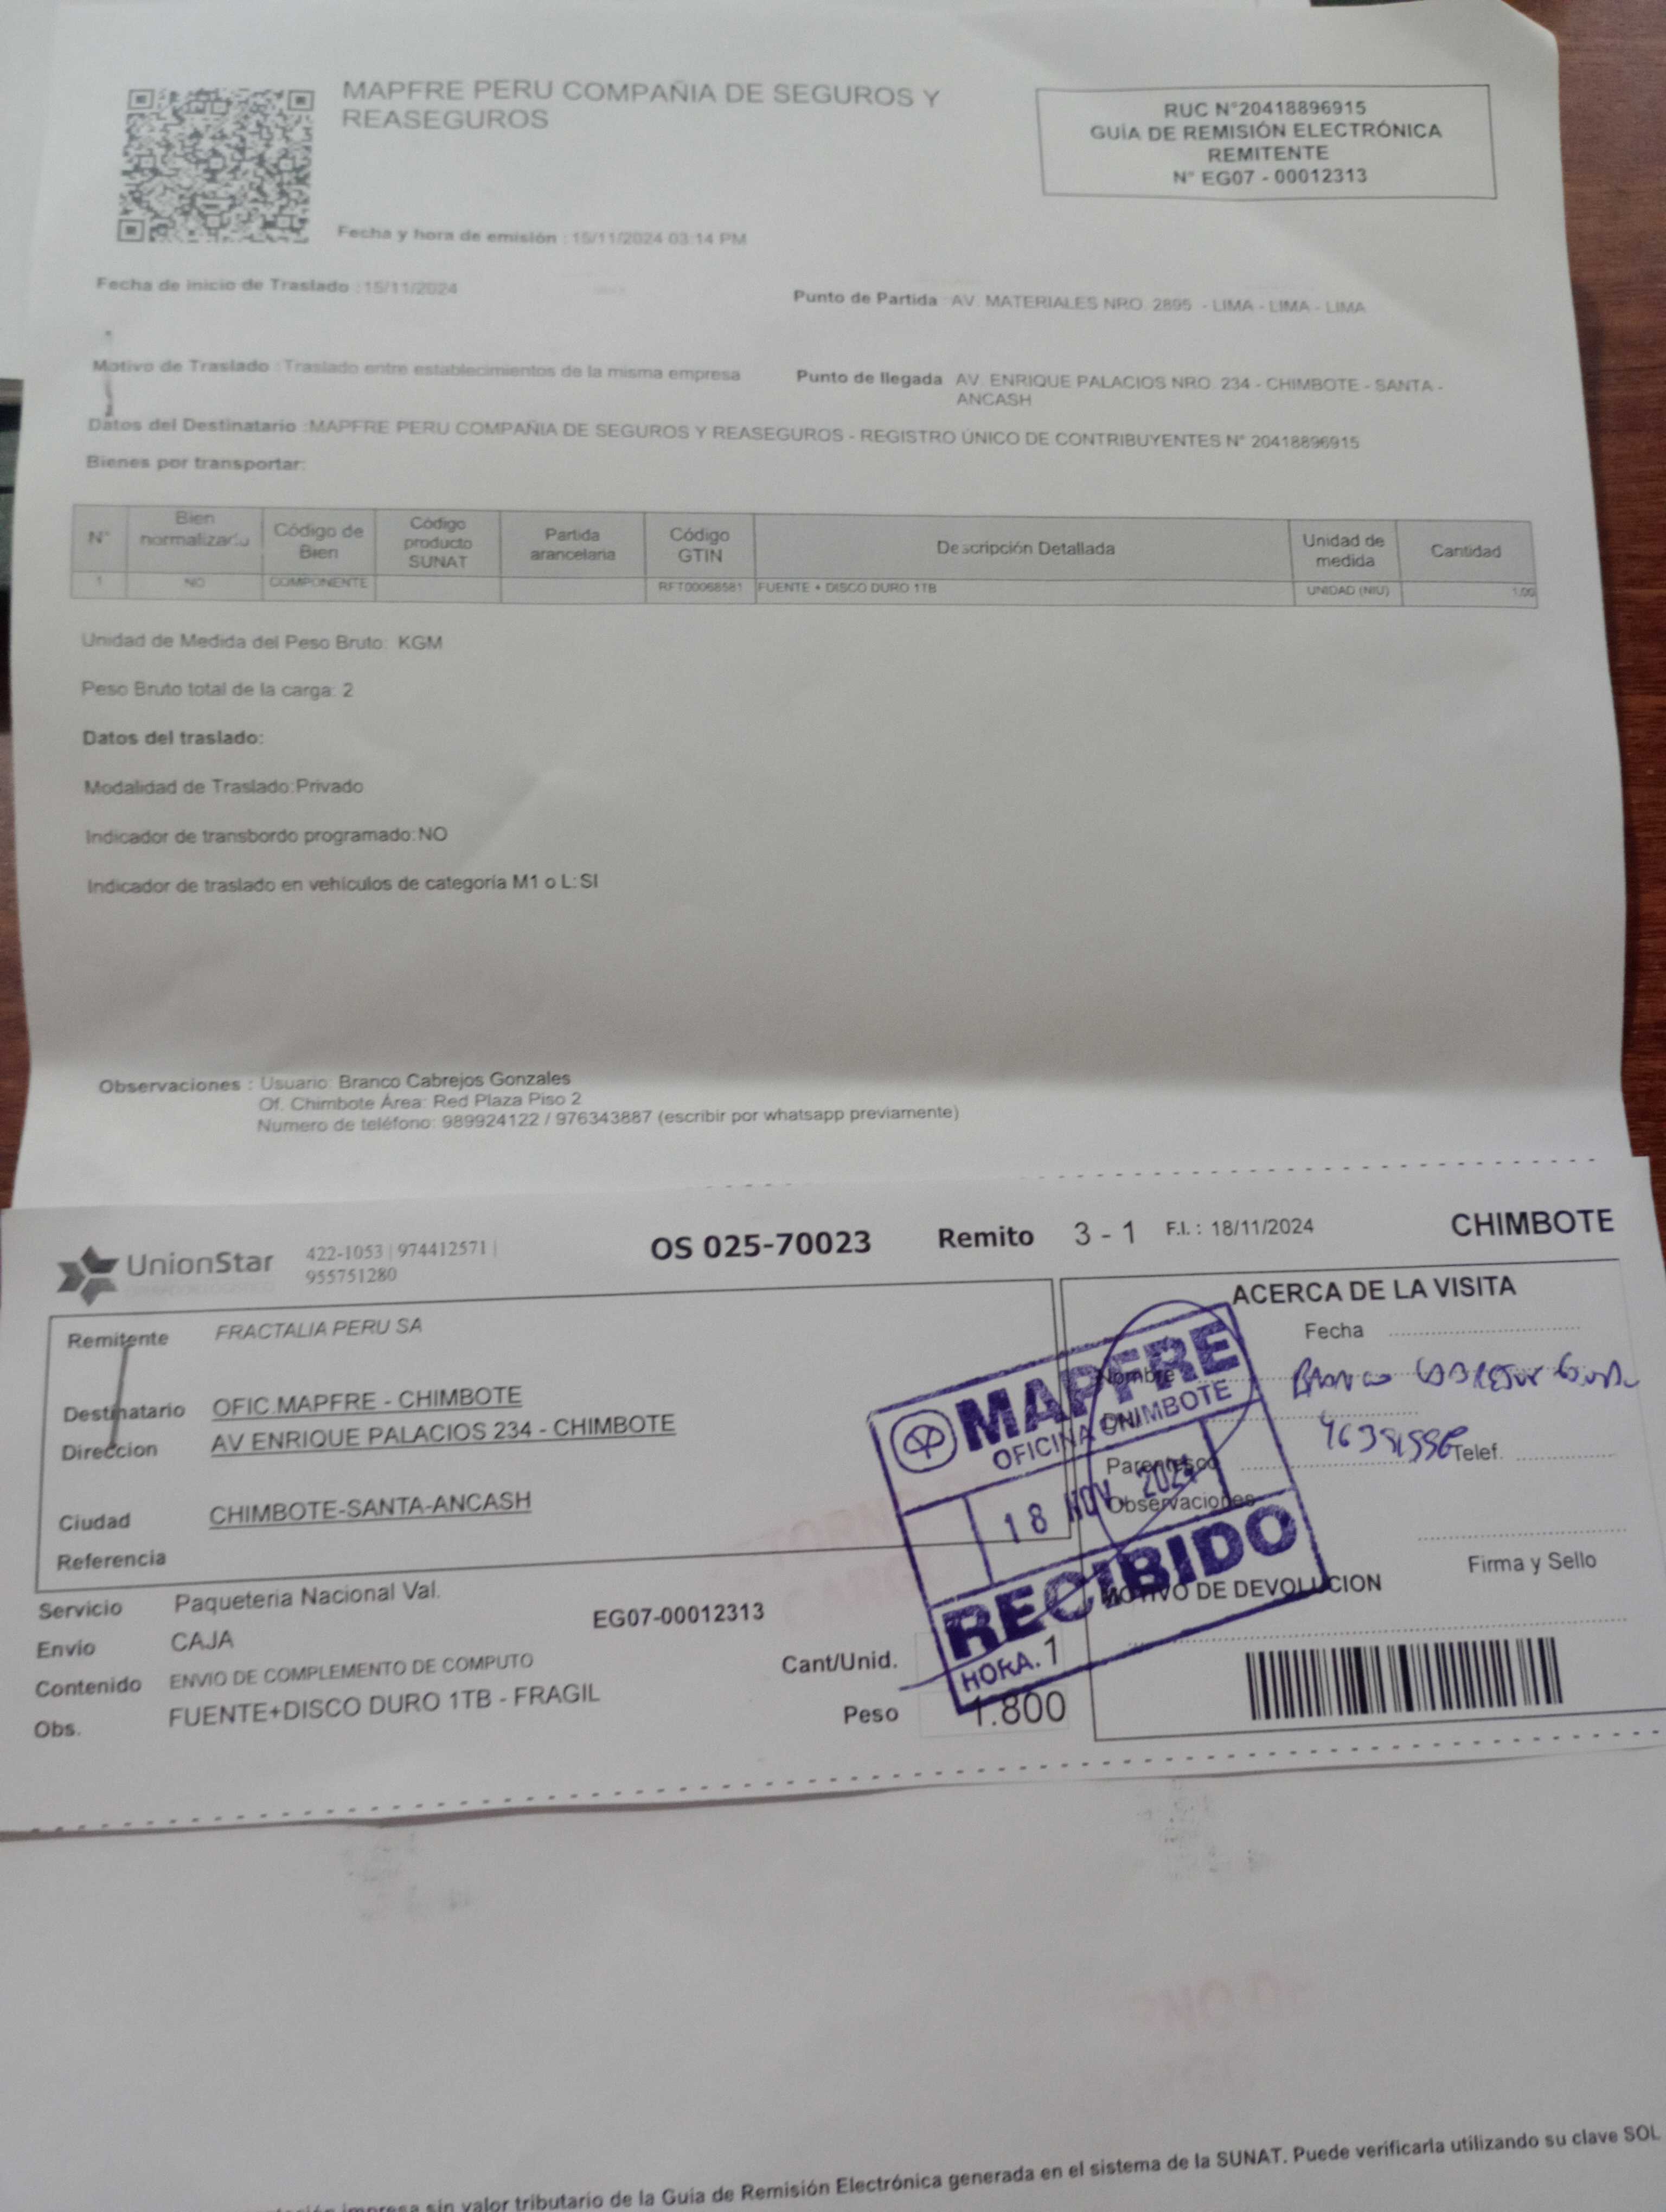 MAPFRE PERU COMPAÑIA DE SEGUROS Y
REASEGUROS
RUC N°20418896915
GUÍA DE REMISIÓN ELECTRÓNICA
REMITENTE
N° EG07 - 00012313
Fecha y hora de emisión : 15/11/2024 03:14 PM
Fecha de inicio de Traslado : 15/11/2024
Punto de Partida : AV. MATERIALES NRO. 2895 - LIMA - LIMA - LIMA
Motivo de Traslado : Traslado entre establecimientos de la misma empresa
Punto de llegada AV. ENRIQUE PALACIOS NRO. 234 - CHIMBOTE - SANTA -
ANCASH
Datos del Destinatario :MAPFRE PERU COMPAÑIA DE SEGUROS Y REASEGUROS - REGISTRO ÚNICO DE CONTRIBUYENTES N° 20418896915
Bienes por transportar:
N° Bien normalizado Código de Bien Código producto SUNAT Partida arancelaria Código GTIN Descripción Detallada Unidad de medida Cantidad
1 NO COMPONENTE RFT00068581 FUENTE + DISCO DURO 1TB UNIDAD (NIU) 1.00
Unidad de Medida del Peso Bruto: KGM
Peso Bruto total de la carga: 2
Datos del traslado:
Modalidad de Traslado:Privado
Indicador de transbordo programado:NO
Indicador de traslado en vehículos de categoría M1 o L:SI
Observaciones : Usuario: Branco Cabrejos Gonzales
Of. Chimbote Área: Red Plaza Piso 2
Numero de teléfono: 989924122 / 976343887 (escribir por whatsapp previamente)
UnionStar
422-1053 | 974412571 |
955751280
OS 025-70023 Remito 3 - 1 F.I. : 18/11/2024 CHIMBOTE
Remitente FRACTALIA PERU SA
Destinatario OFIC.MAPFRE - CHIMBOTE
Direccion AV ENRIQUE PALACIOS 234 - CHIMBOTE
Ciudad CHIMBOTE-SANTA-ANCASH
Referencia
Servicio Paqueteria Nacional Val.
EG07-00012313
Envio CAJA
Contenido ENVIO DE COMPLEMENTO DE COMPUTO
Obs. FUENTE+DISCO DURO 1TB - FRAGIL
Cant/Unid. 1
Peso 1.800
ACERCA DE LA VISITA
Fecha
Nombre Branco
DNI
Parentesco Telef.
Observaciones
Firma y Sello
MOTIVO DE DEVOLUCION
MAPFRE
OFICINA CHIMBOTE
18 NOV. 2024
RECIBIDO
HORA.
impresa sin valor tributario de la Guía de Remisión Electrónica generada en el sistema de la SUNAT. Puede verificarla utilizando su clave SOL